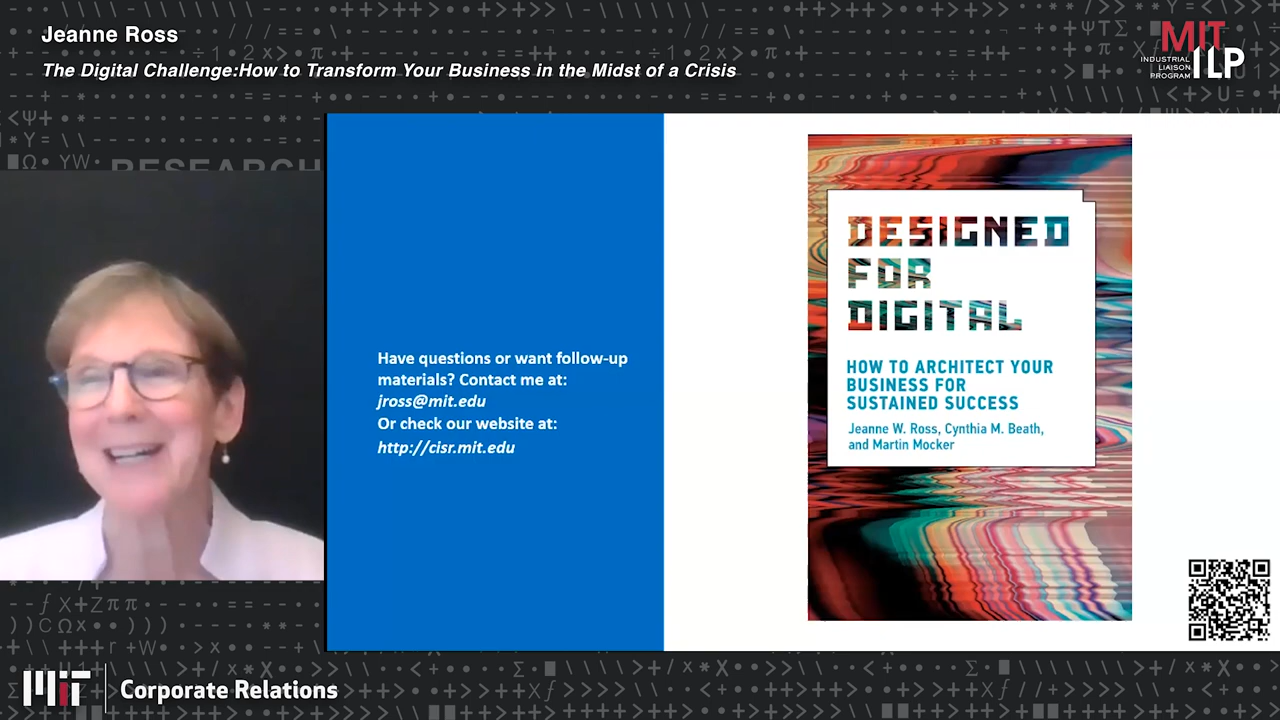 Jeanne Ross
The Digital Challenge:How to Transform Your Business in the Midst of a Crisis
MIT
INDUSTRIAL
LIAISON
PROGRAM
ILP
RESEARCH
Have questions or want follow-up
materials? Contact me at:
jross@mit.edu
Or check our website at:
http://cisr.mit.edu
DESIGNED
FOR
DIGITAL
HOW TO ARCHITECT YOUR
BUSINESS FOR
SUSTAINED SUCCESS
Jeanne W. Ross, Cynthia M. Beath,
and Martin Mocker
MIT
Corporate Relations